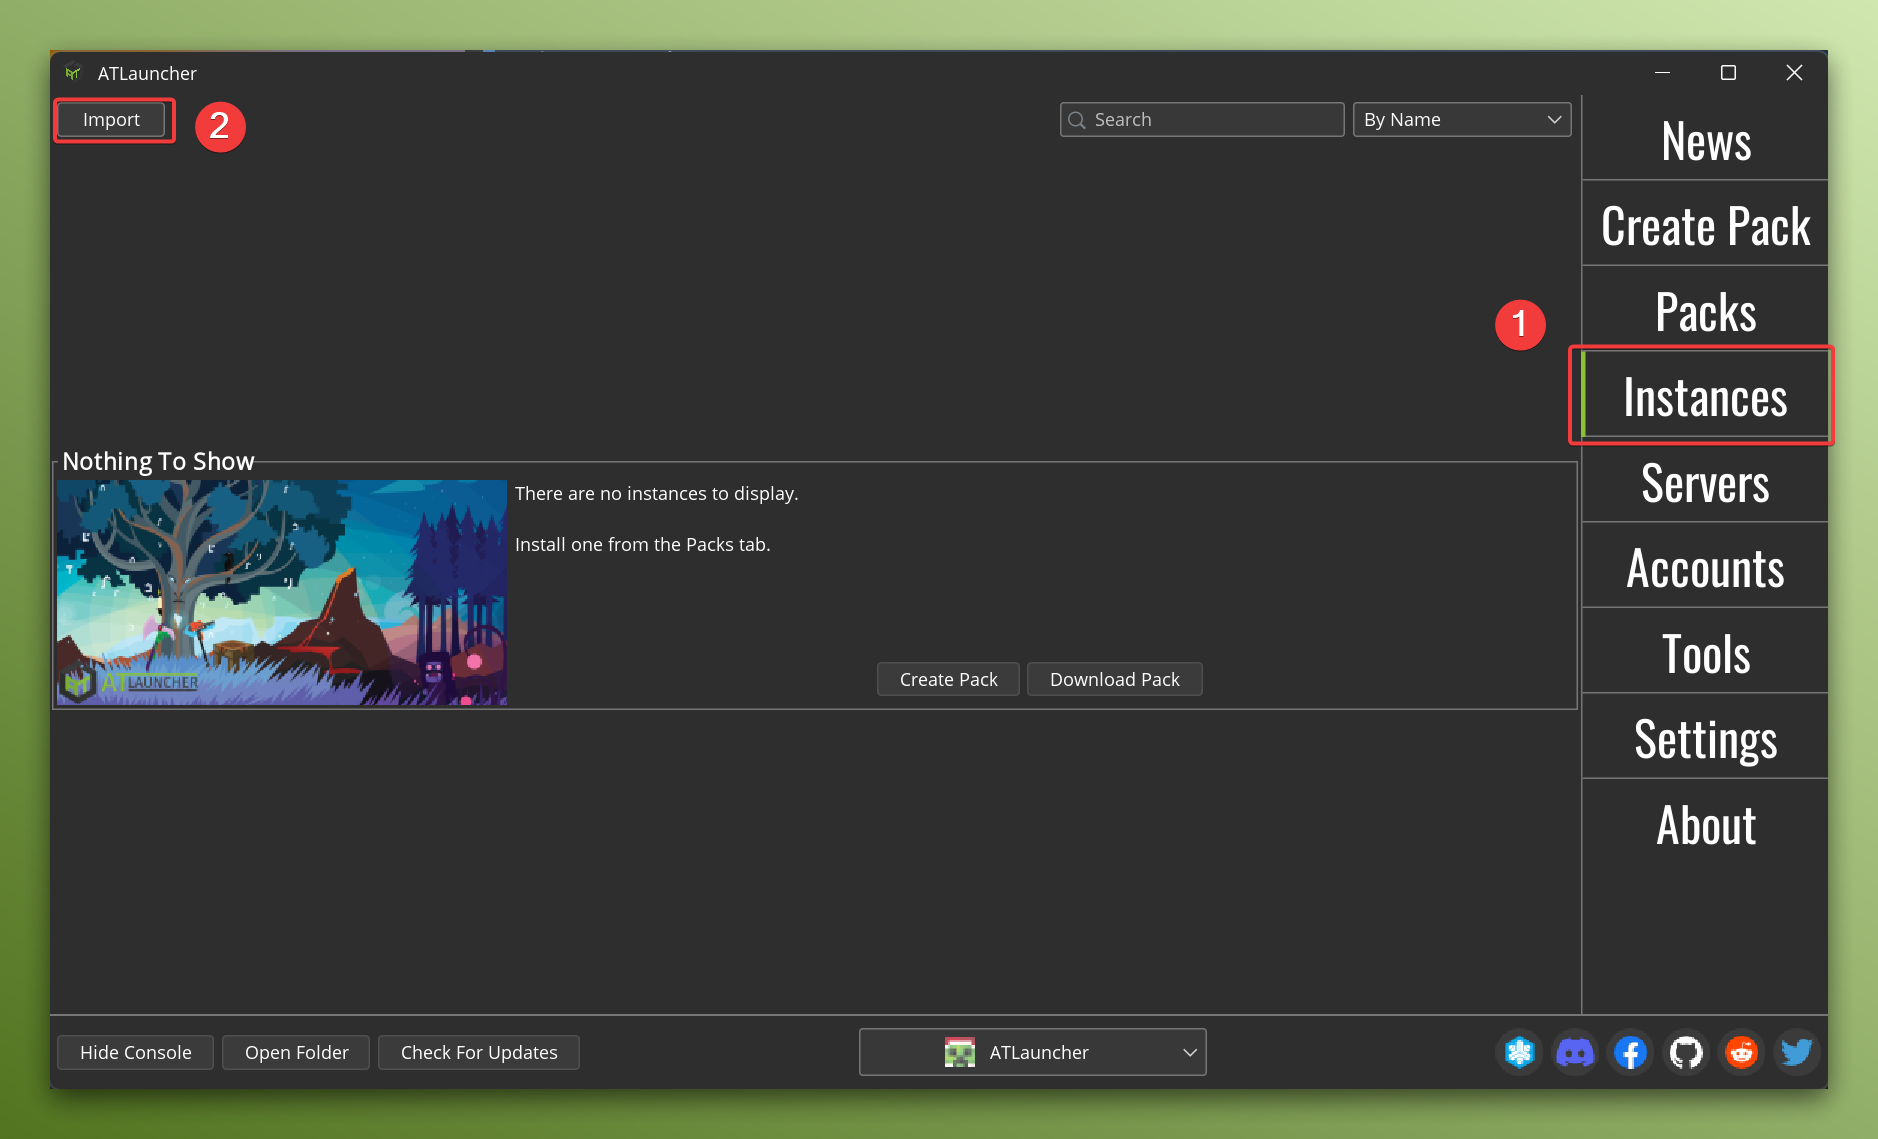 ATLauncher
Import
2
Search
By Name
News
Create Pack
Packs
1
Instances
Servers
Accounts
Tools
Settings
About
Nothing To Show
There are no instances to display.
Install one from the Packs tab.
ATLAUNCHER
Create Pack
Download Pack
Hide Console
Open Folder
Check For Updates
ATLauncher